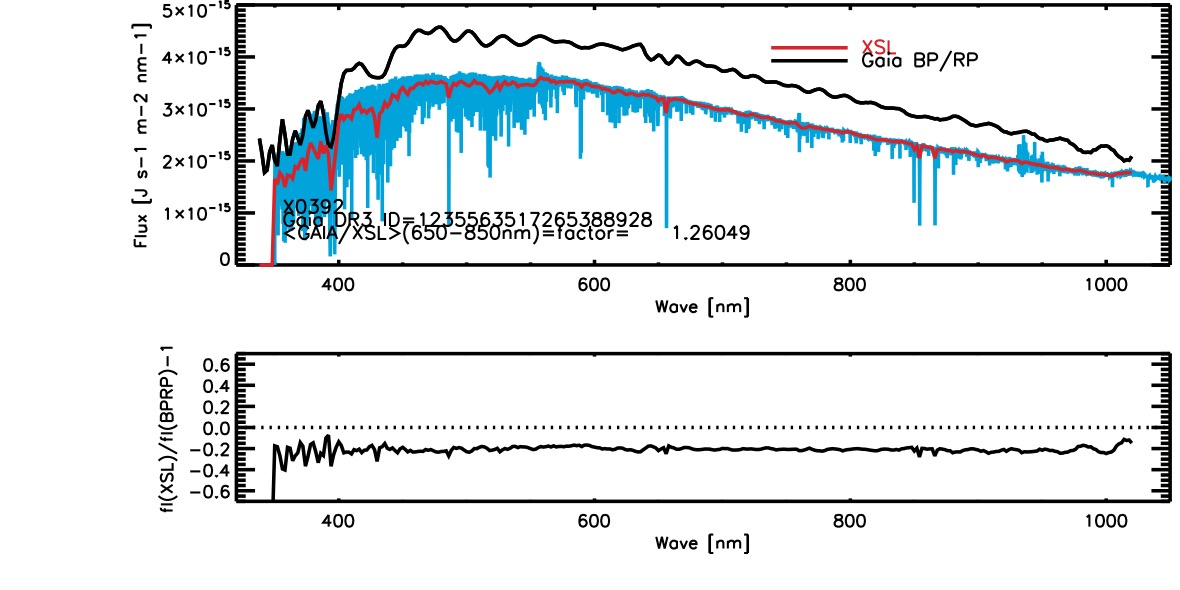 5×10−15
4×10−15
3×10−15
2×10−15
1×10−15
0
Flux [J s−1 m−2 nm−1]
XSL
Gaia BP/RP
X0392
Gaia DR3 ID=1235563517265388928
<GAIA/XSL>(650−850nm)=factor= 1.26049
400 600 800 1000
Wave [nm]
0.6
0.4
0.2
0.0
−0.2
−0.4
−0.6
fl(XSL)/fl(BPRP)−1
400 600 800 1000
Wave [nm]